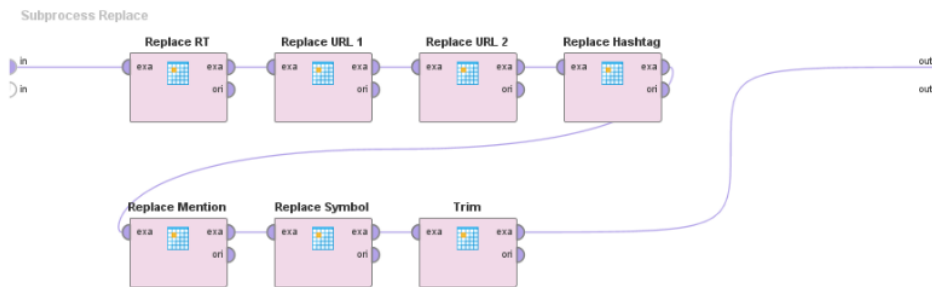 Subprocess Replace
Replace RT Replace URL 1 Replace URL 2 Replace Hashtag
in exa exa exa exa exa exa exa exa out
in ori ori ori ori out
Replace Mention Replace Symbol Trim
exa exa exa exa exa exa
ori ori ori